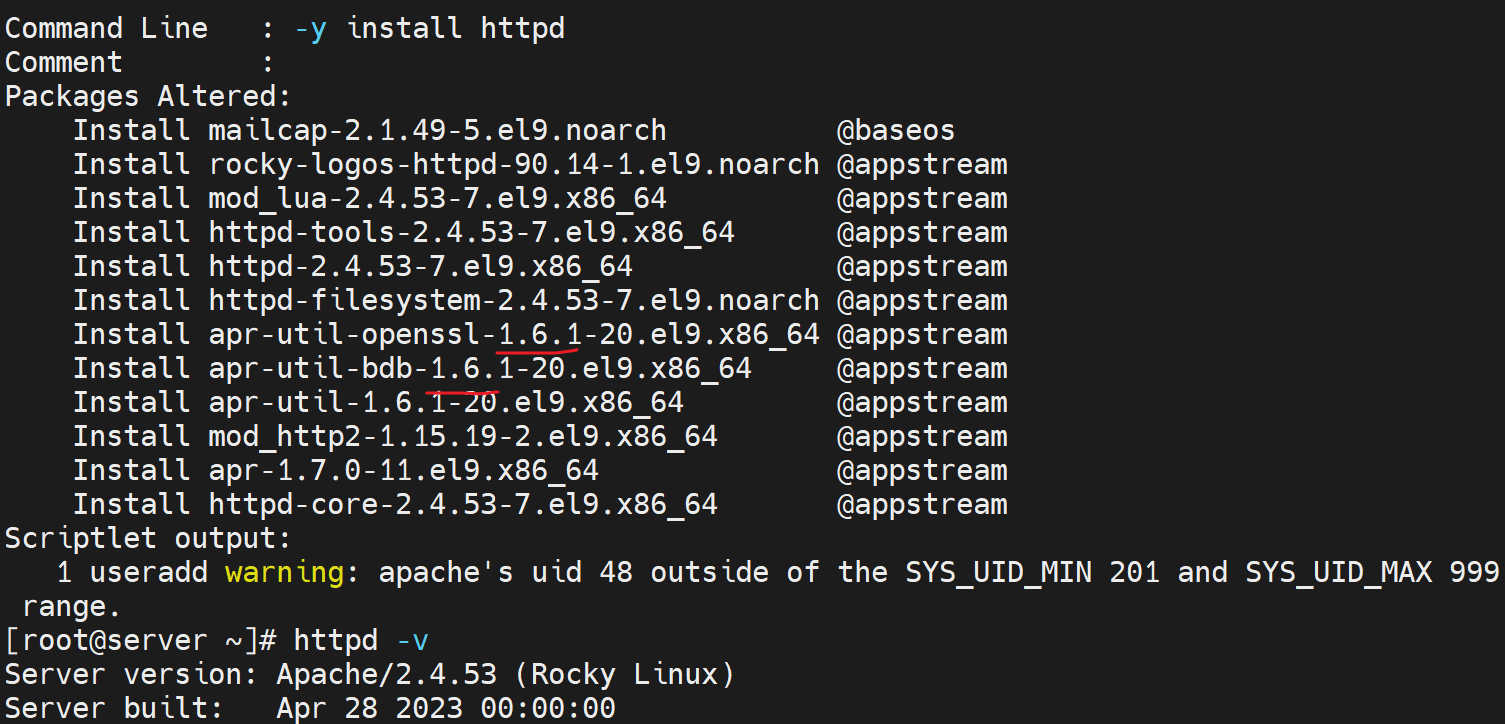 Command Line   : -y install httpd
Comment        :
Packages Altered:
    Install mailcap-2.1.49-5.el9.noarch          @baseos
    Install rocky-logos-httpd-90.14-1.el9.noarch @appstream
    Install mod_lua-2.4.53-7.el9.x86_64          @appstream
    Install httpd-tools-2.4.53-7.el9.x86_64      @appstream
    Install httpd-2.4.53-7.el9.x86_64            @appstream
    Install httpd-filesystem-2.4.53-7.el9.noarch @appstream
    Install apr-util-openssl-1.6.1-20.el9.x86_64 @appstream
    Install apr-util-bdb-1.6.1-20.el9.x86_64     @appstream
    Install apr-util-1.6.1-20.el9.x86_64         @appstream
    Install mod_http2-1.15.19-2.el9.x86_64       @appstream
    Install apr-1.7.0-11.el9.x86_64              @appstream
    Install httpd-core-2.4.53-7.el9.x86_64       @appstream
Scriptlet output:
   1 useradd warning: apache's uid 48 outside of the SYS_UID_MIN 201 and SYS_UID_MAX 999
 range.
[root@server ~]# httpd -v
Server version: Apache/2.4.53 (Rocky Linux)
Server built:   Apr 28 2023 00:00:00